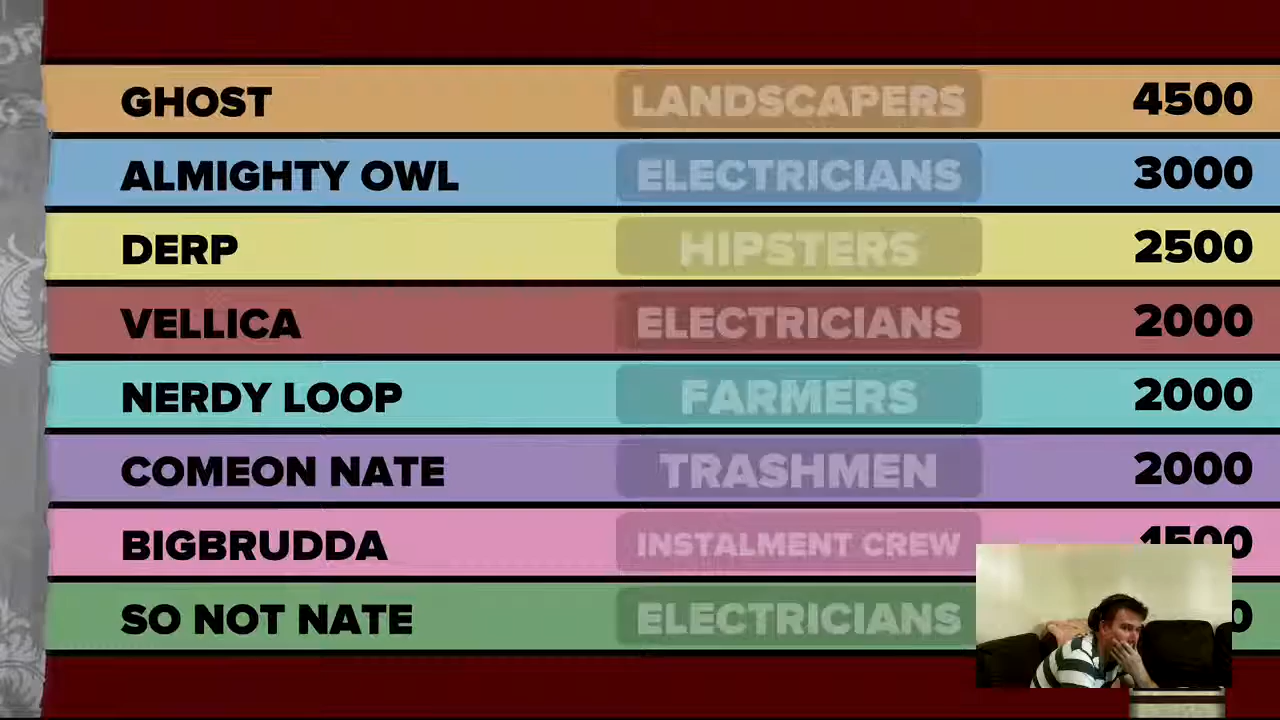 GHOST LANDSCAPERS 4500
ALMIGHTY OWL ELECTRICIANS 3000
DERP HIPSTERS 2500
VELLICA ELECTRICIANS 2000
NERDY LOOP FARMERS 2000
COMEON NATE TRASHMEN 2000
BIGBRUDDA INSTALMENT CREW 1500
SO NOT NATE ELECTRICIANS